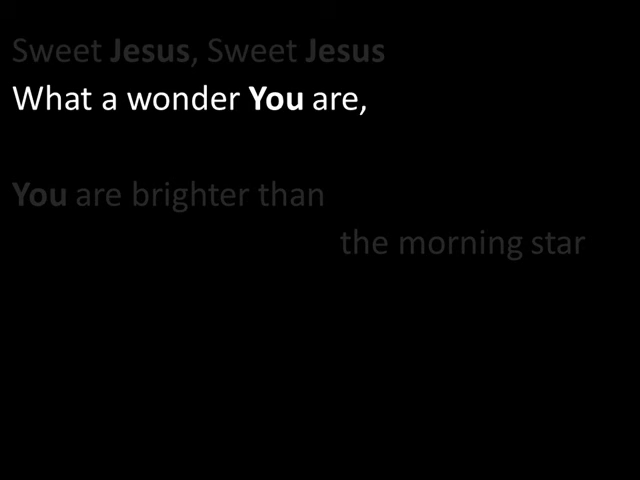 Sweet Jesus, Sweet Jesus
What a wonder You are,
You are brighter than
the morning star